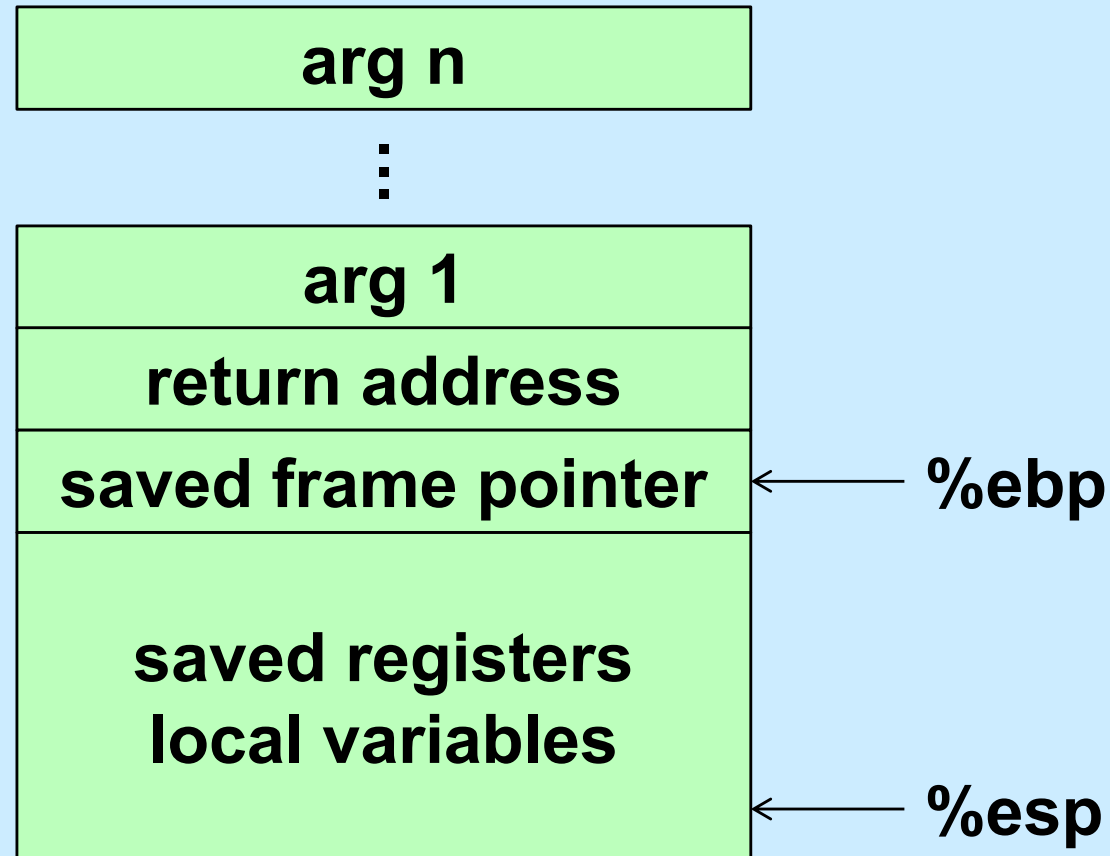 arg n
⋮
arg 1
return address
saved frame pointer
%ebp
saved registers
local variables
%esp